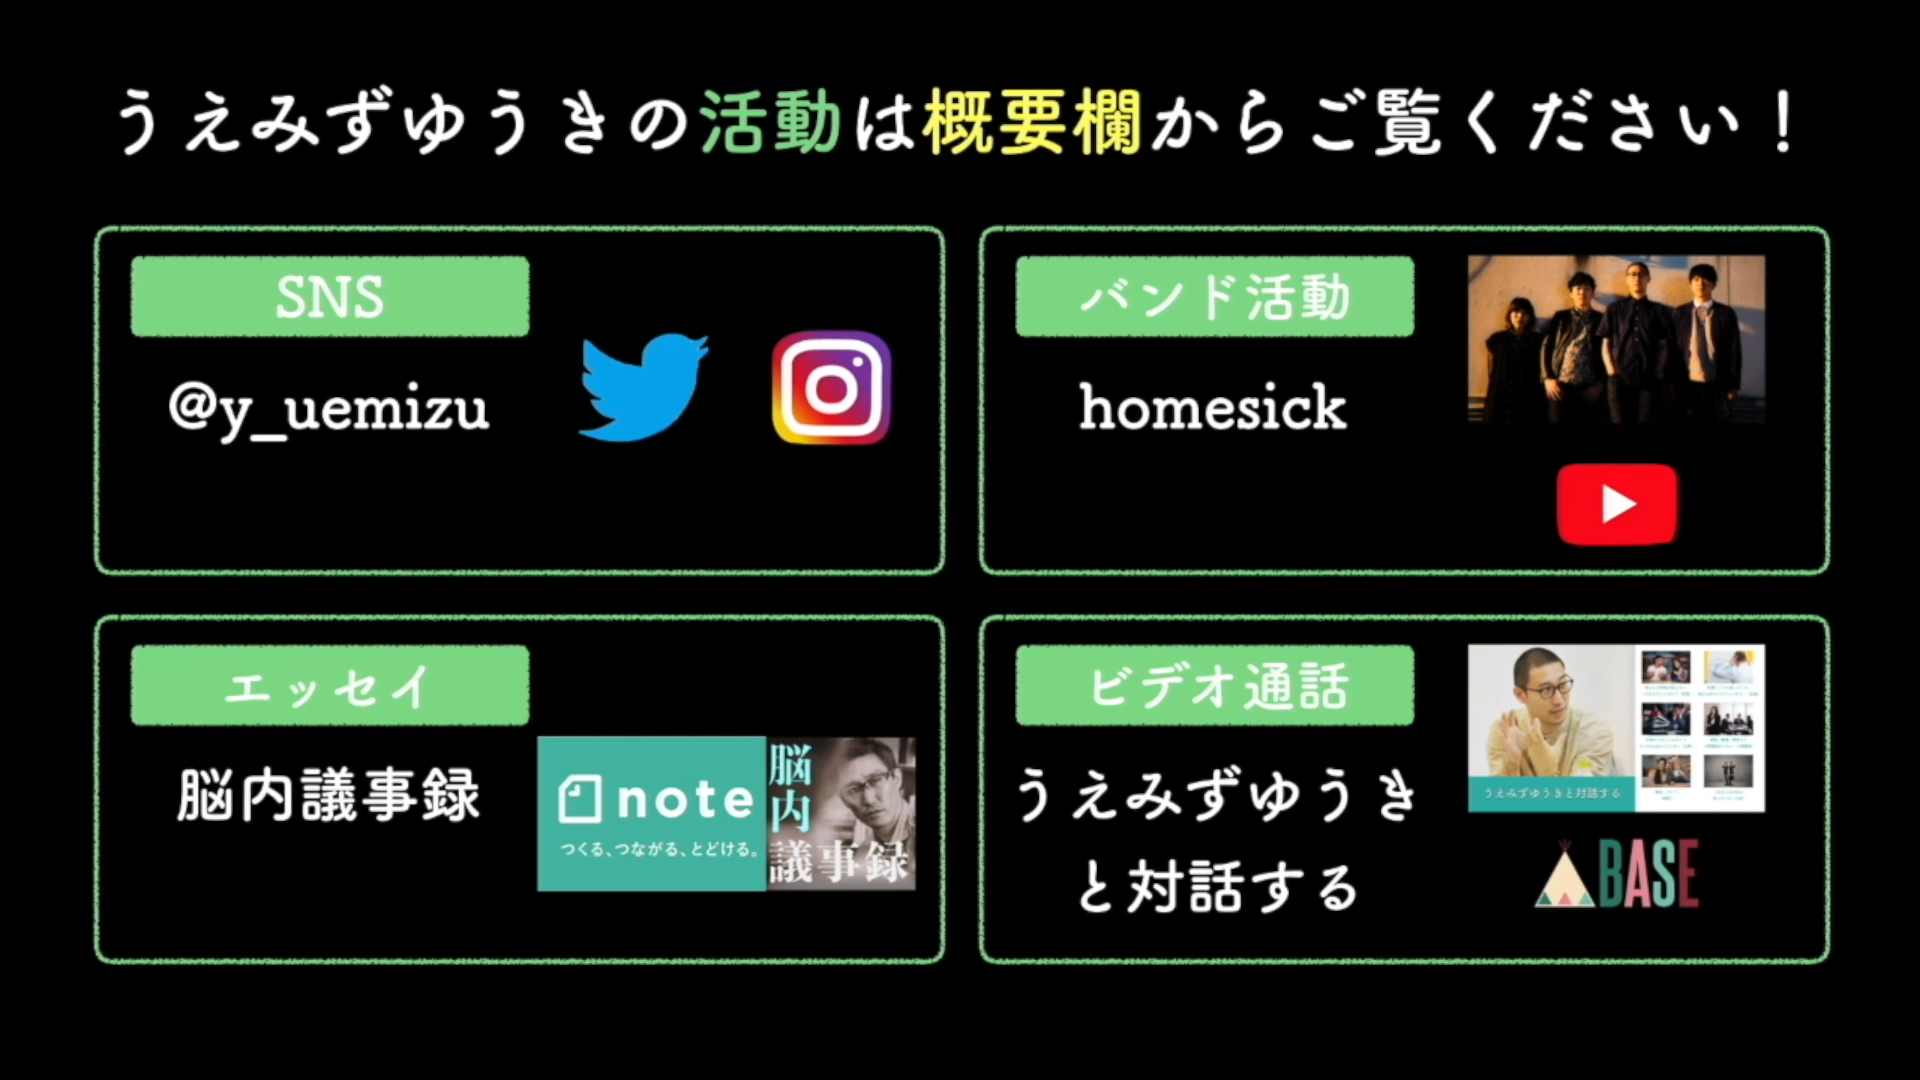 うえみずゆうきの活動は概要欄からご覧ください！
SNS
@y_uemizu
バンド活動
homesick
エッセイ
脳内議事録
note
つくる、つながる、とどける。
脳内議事録
ビデオ通話
うえみずゆうき
と対話する
うえみずゆうきと対話する
BASE